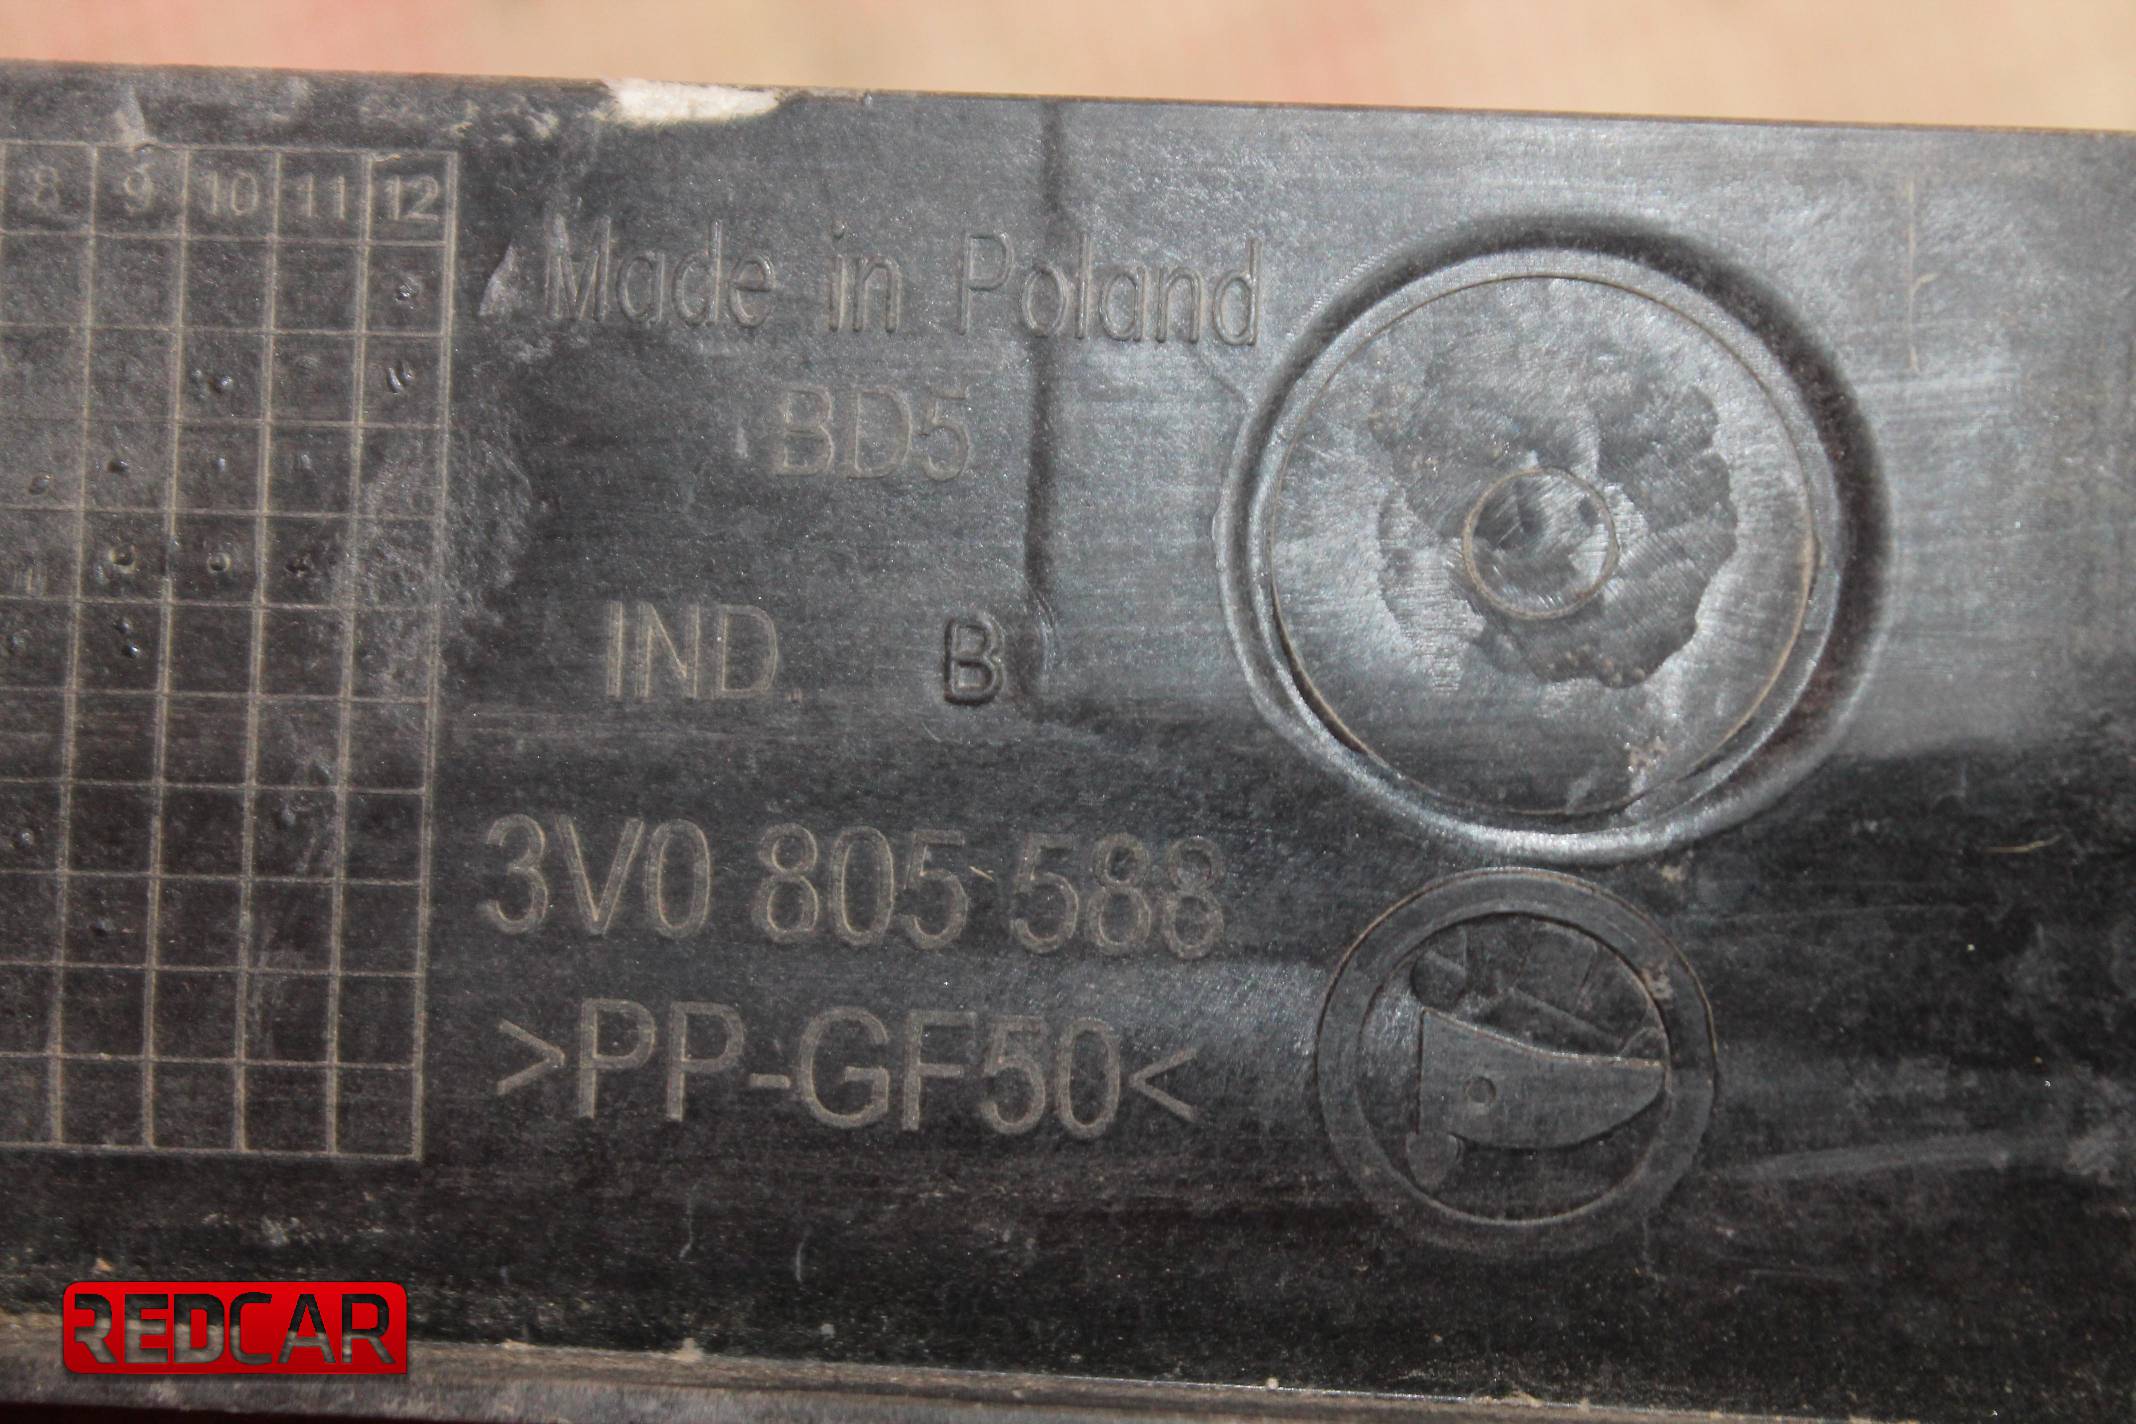 8 9 10 11 12
Made in Poland
BD5
IND. B
3V0 805 588
>PP-GF50<
REDCAR